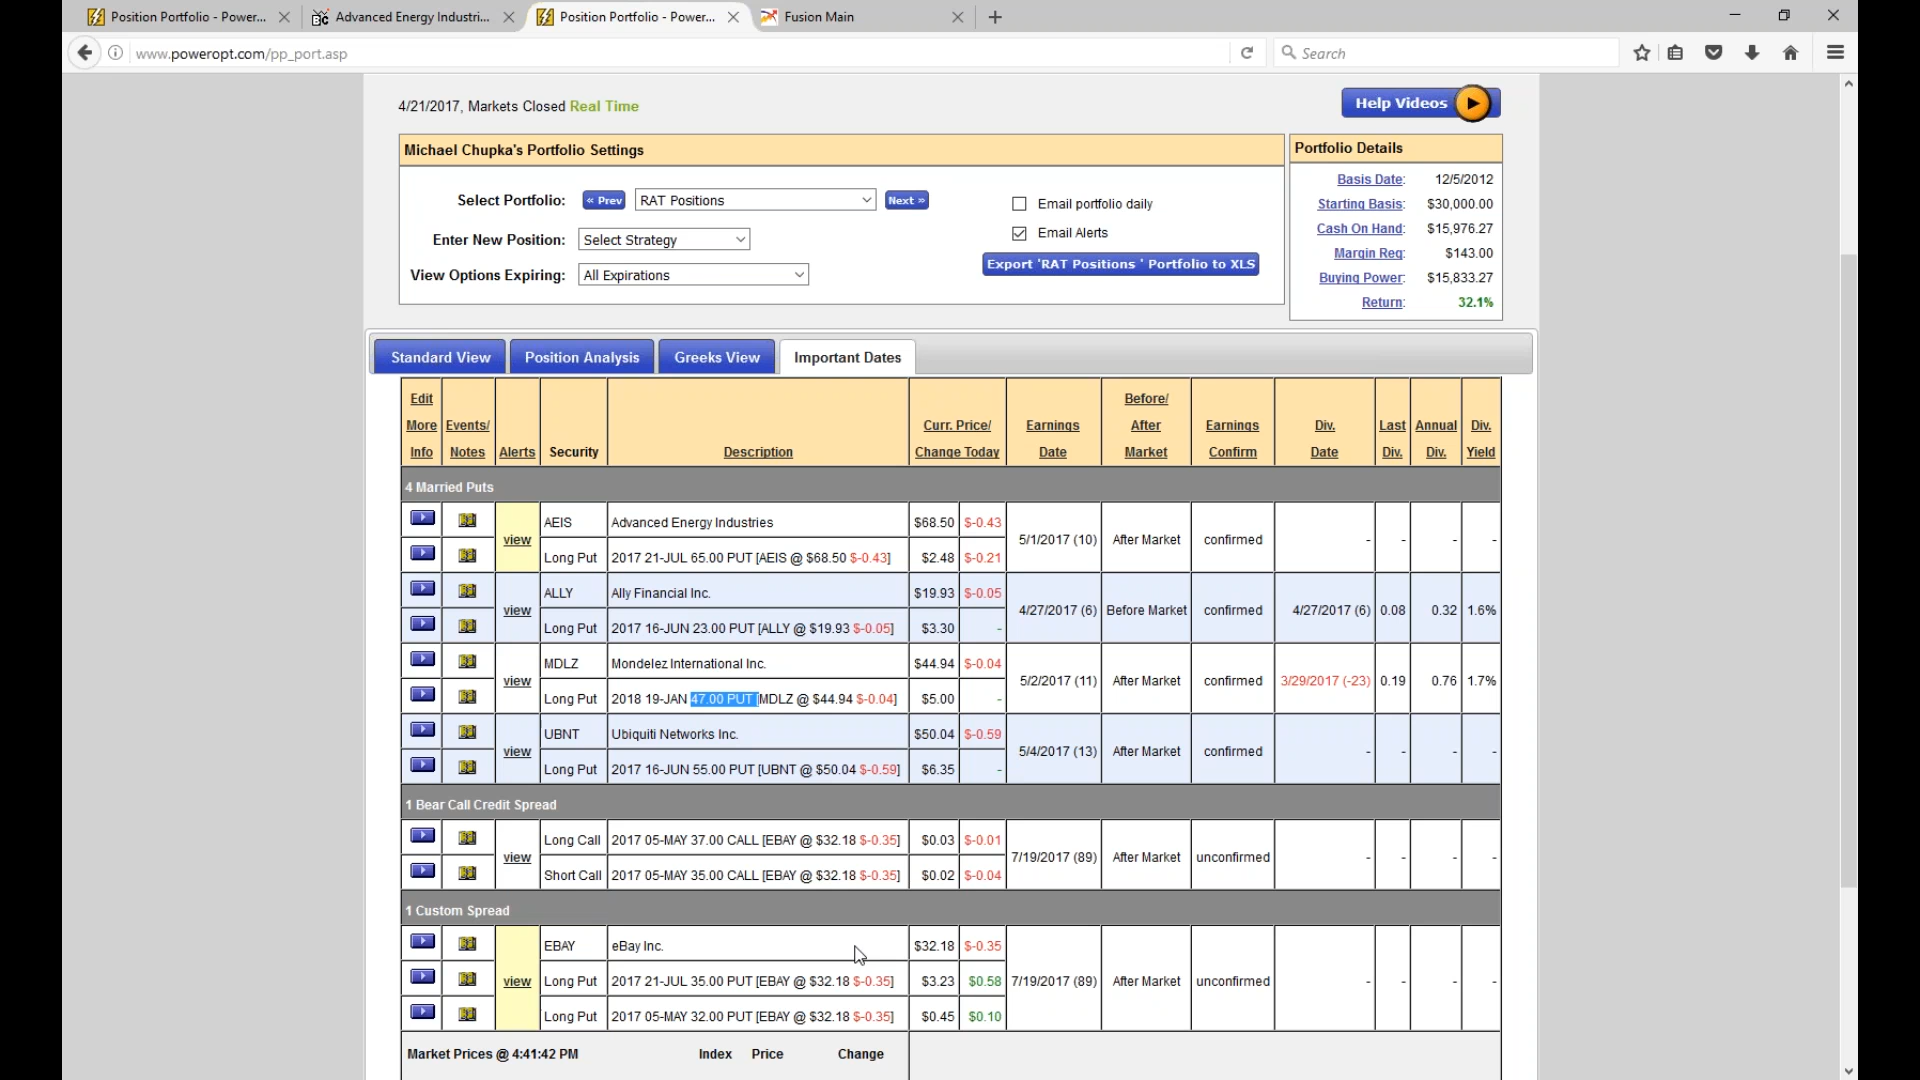 Position Portfolio - Power...
Advanced Energy Industri...
Position Portfolio - Power...
Fusion Main
www.poweropt.com/pp_port.asp
Search
4/21/2017, Markets Closed Real Time
Help Videos
Michael Chupka's Portfolio Settings
Select Portfolio: « Prev RAT Positions Next »
Enter New Position: Select Strategy
View Options Expiring: All Expirations
Email portfolio daily
Email Alerts
Export 'RAT Positions ' Portfolio to XLS
Portfolio Details
Basis Date: 12/5/2012
Starting Basis: $30,000.00
Cash On Hand: $15,976.27
Margin Req: $143.00
Buying Power: $15,833.27
Return: 32.1%
Standard View Position Analysis Greeks View Important Dates
Edit More Info
Events/ Notes
Alerts
Security
Description
Curr. Price/ Change Today
Earnings Date
Before/ After Market
Earnings Confirm
Div. Date
Last Div.
Annual Div.
Div. Yield
4 Married Puts
view
AEIS Advanced Energy Industries $68.50 $-0.43
Long Put 2017 21-JUL 65.00 PUT [AEIS @ $68.50 $-0.43] $2.48 $-0.21
5/1/2017 (10) After Market confirmed - - - -
view
ALLY Ally Financial Inc. $19.93 $-0.05
Long Put 2017 16-JUN 23.00 PUT [ALLY @ $19.93 $-0.05] $3.30 -
4/27/2017 (6) Before Market confirmed 4/27/2017 (6) 0.08 0.32 1.6%
view
MDLZ Mondelez International Inc. $44.94 $-0.04
Long Put 2018 19-JAN 47.00 PUT [MDLZ @ $44.94 $-0.04] $5.00 -
5/2/2017 (11) After Market confirmed 3/29/2017 (-23) 0.19 0.76 1.7%
view
UBNT Ubiquiti Networks Inc. $50.04 $-0.59
Long Put 2017 16-JUN 55.00 PUT [UBNT @ $50.04 $-0.59] $6.35 -
5/4/2017 (13) After Market confirmed - - - -
1 Bear Call Credit Spread
view
Long Call 2017 05-MAY 37.00 CALL [EBAY @ $32.18 $-0.35] $0.03 $-0.01
Short Call 2017 05-MAY 35.00 CALL [EBAY @ $32.18 $-0.35] $0.02 $-0.04
7/19/2017 (89) After Market unconfirmed - - - -
1 Custom Spread
view
EBAY eBay Inc. $32.18 $-0.35
Long Put 2017 21-JUL 35.00 PUT [EBAY @ $32.18 $-0.35] $3.23 $0.58
Long Put 2017 05-MAY 32.00 PUT [EBAY @ $32.18 $-0.35] $0.45 $0.10
7/19/2017 (89) After Market unconfirmed - - - -
Market Prices @ 4:41:42 PM Index Price Change